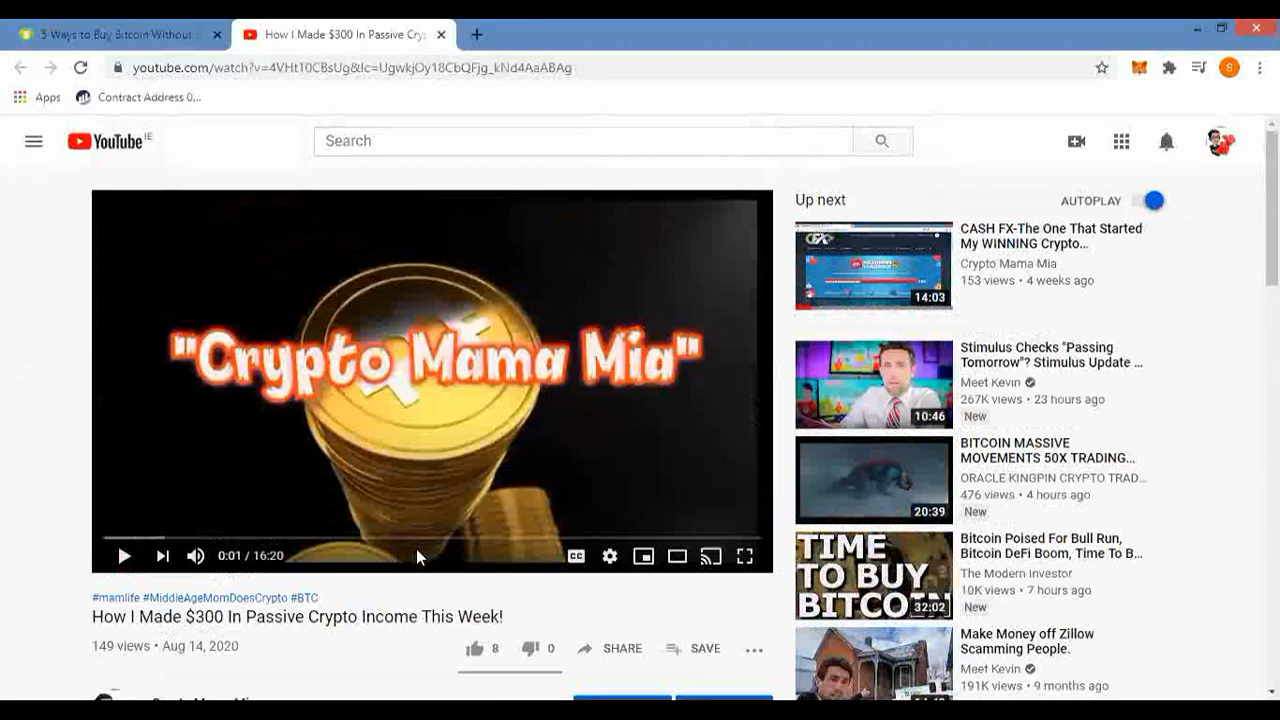 5 Ways to Buy Bitcoin Without
How I Made $300 In Passive Cry
youtube.com/watch?v=4VHtT0CBsUg&lc=UgwkjOy18CbQFjg_kNd4AaABAg
S
Apps
Contract Address 0...
YouTube IE
Search
"Crypto Mama Mia"
0:01 / 16:20
CC
#mamlife #MiddleAgeMomDoesCrypto #BTC
How I Made $300 In Passive Crypto Income This Week!
149 views • Aug 14, 2020
8
0
SHARE
SAVE
Up next
AUTOPLAY
14:03
CASH FX-The One That Started
My WINNING Crypto...
Crypto Mama Mia
153 views • 4 weeks ago
10:46
Stimulus Checks "Passing
Tomorrow"? Stimulus Update ...
Meet Kevin
267K views • 23 hours ago
New
20:39
BITCOIN MASSIVE
MOVEMENTS 50X TRADING...
ORACLE KINGPIN CRYPTO TRAD...
476 views • 4 hours ago
New
TIME
TO BUY
BITCOIN
32:02
Bitcoin Poised For Bull Run,
Bitcoin DeFi Boom, Time To B...
The Modern Investor
10K views • 7 hours ago
New
Make Money off Zillow
Scamming People.
Meet Kevin
191K views • 9 months ago